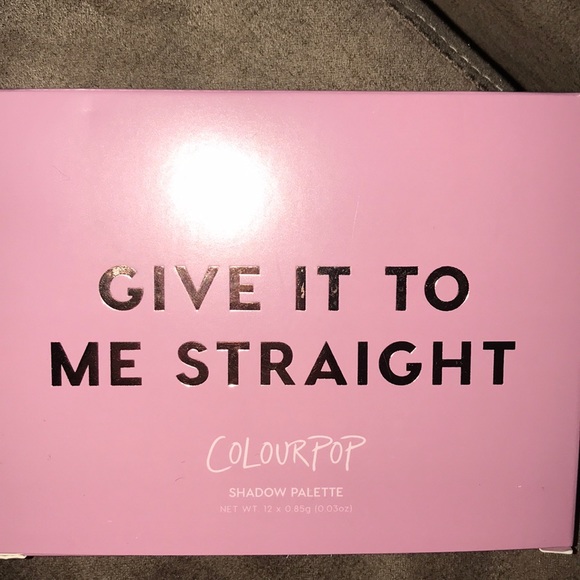 GIVE IT TO
ME STRAIGHT
COLOURPOP
SHADOW PALETTE
NET WT. 12 x 0.85g (0.03oz)